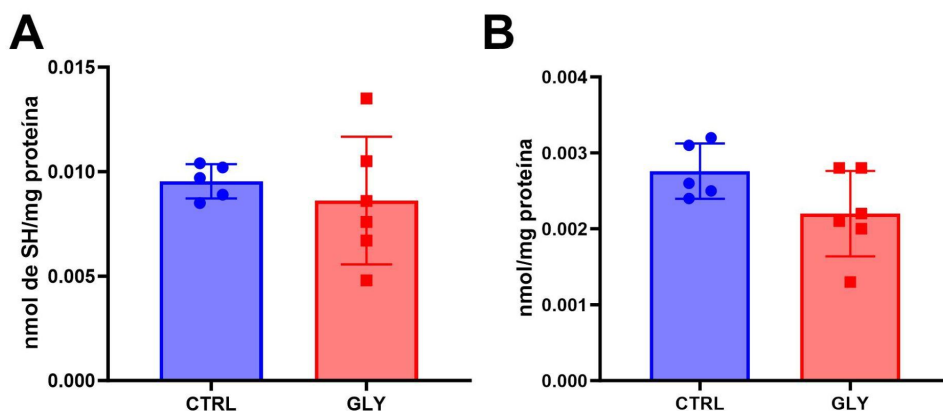 A
nmol de SH/mg proteína
0.015
0.010
0.005
0.000
CTRL
GLY
B
nmol/mg proteína
0.004
0.003
0.002
0.001
0.000
CTRL
GLY